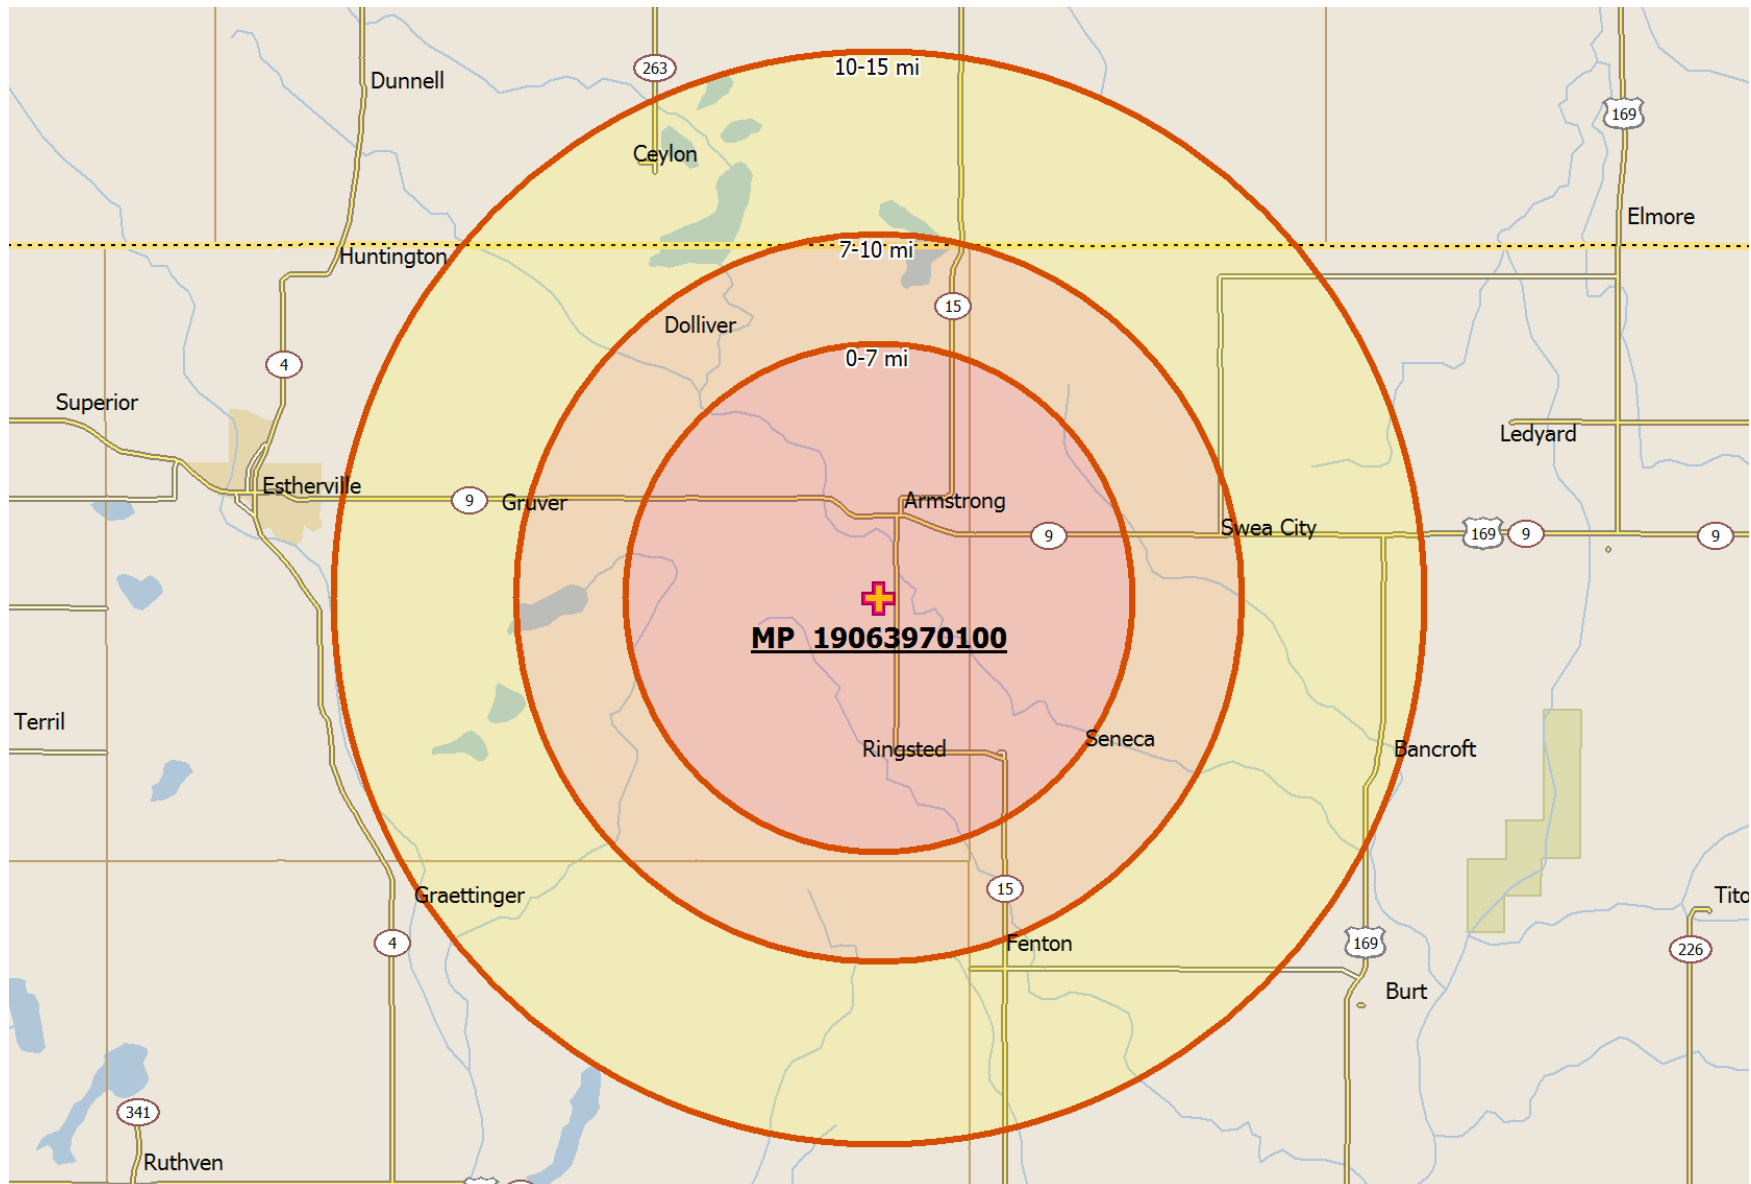 10-15 mi
263
Dunnell
169
Ceylon
Elmore
7-10 mi
Huntington
15
Dolliver
0-7 mi
4
Superior
Ledyard
Estherville
9
Gruver
Armstrong
Swea City
9
169
9
9
MP 19063970100
Terril
Ringsted
Seneca
Bancroft
Graettinger
15
Tito
4
Fenton
169
226
Burt
341
Ruthven